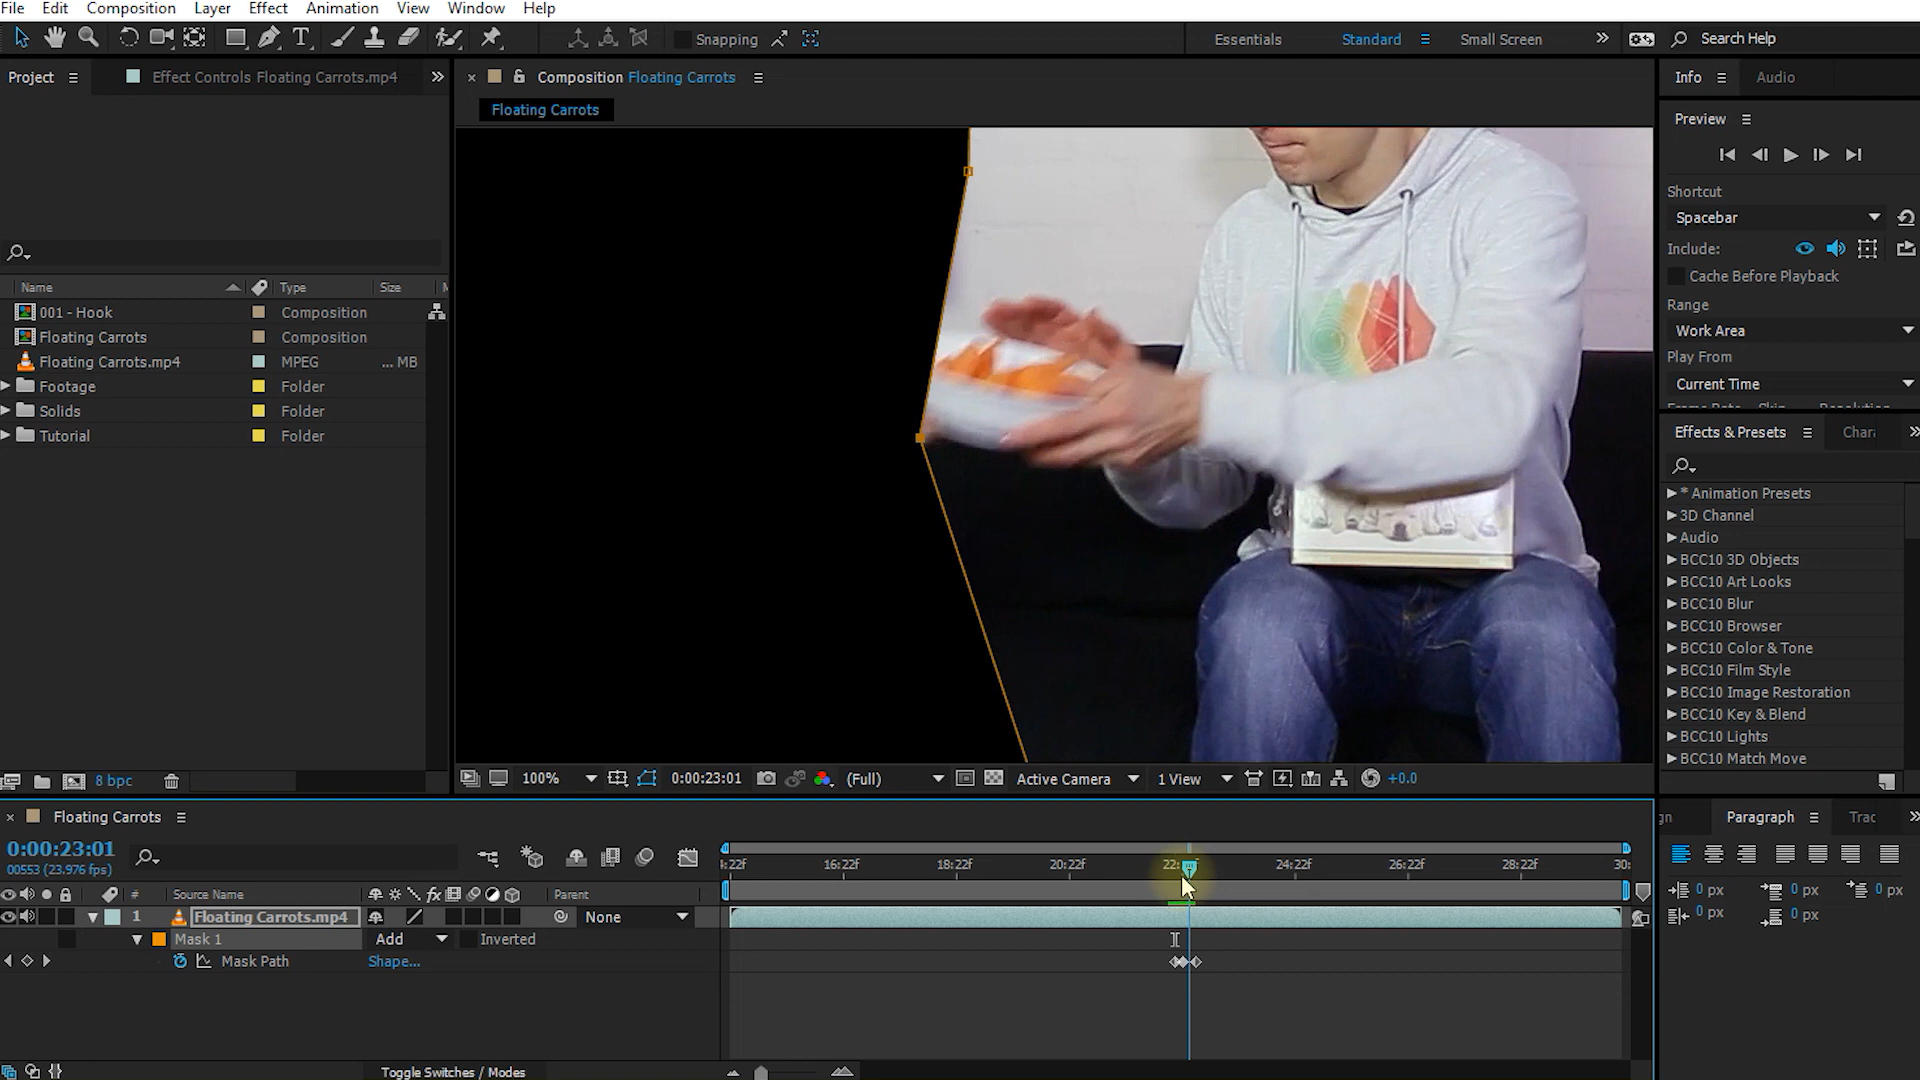 File Edit Composition Layer Effect Animation View Window Help
Snapping
Essentials Standard Small Screen Search Help
Project Effect Controls Floating Carrots.mp4
Composition Floating Carrots
Info Audio
Floating Carrots
Preview
Shortcut
Spacebar
Include:
Cache Before Playback
Range
Work Area
Play From
Current Time
Name Type Size
001 - Hook Composition
Floating Carrots Composition
Floating Carrots.mp4 MPEG ... MB
Footage Folder
Solids Folder
Tutorial Folder
Effects & Presets
* Animation Presets
3D Channel
Audio
BCC10 3D Objects
BCC10 Art Looks
BCC10 Blur
BCC10 Browser
BCC10 Color & Tone
BCC10 Film Style
BCC10 Image Restoration
BCC10 Key & Blend
BCC10 Lights
BCC10 Match Move
8 bpc
100% 0:00:23:01 (Full) Active Camera 1 View +0.0
Floating Carrots
Paragraph
0:00:23:01
00553 (23.976 fps)
16:22f 18:22f 20:22f 24:22f 26:22f 28:22f
# Source Name Parent
1 Floating Carrots.mp4 None
Mask 1 Add Inverted
Mask Path Shape...
0 px 0 px 0 px
0 px 0 px
Toggle Switches / Modes